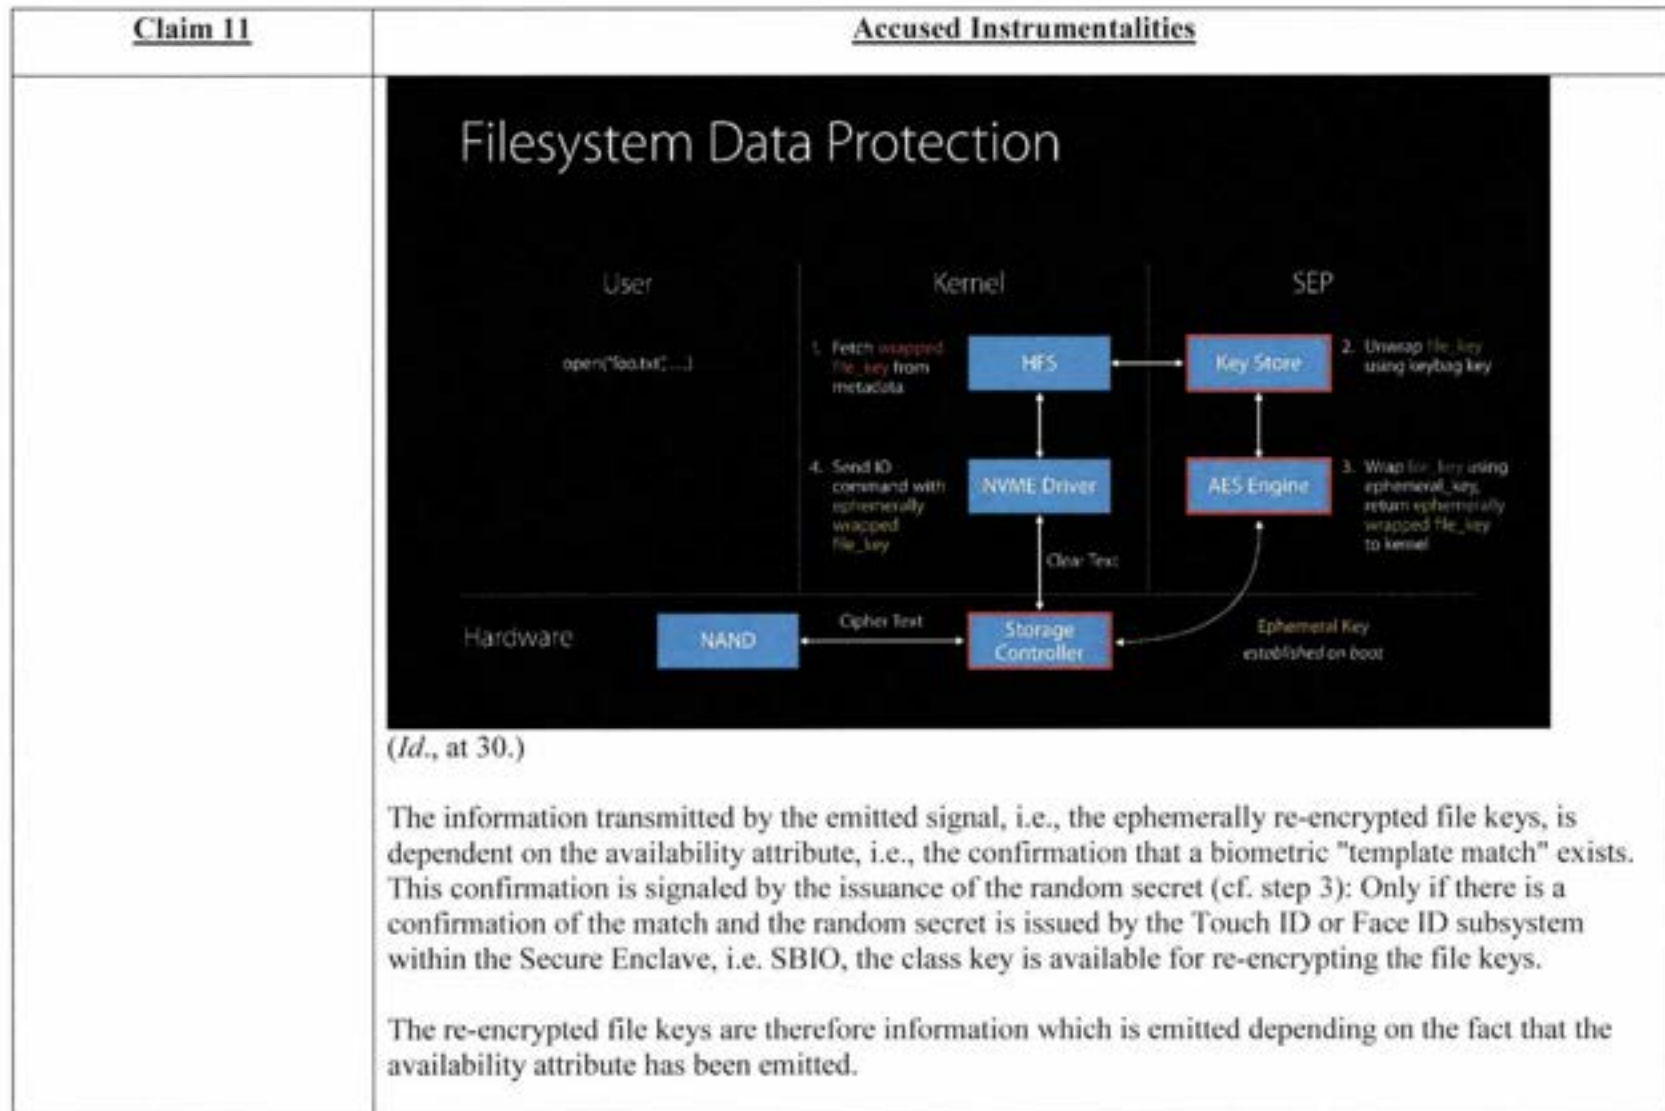 Claim 11
Accused Instrumentalities
Filesystem Data Protection
User
Kernel
SEP
open("foo.txt", ...)
1. Fetch wrapped
file_key from
metadata
HFS
Key Store
2. Unwrap file_key
using keybag key
4. Send IO
command with
ephemerally
wrapped
file_key
NVME Driver
AES Engine
3. Wrap file_key using
ephemeral_key,
return ephemerally
wrapped file_key
to kernel
Clear Text
Hardware
NAND
Cipher Text
Storage
Controller
Ephemeral Key
established on boot
(Id., at 30.)
The information transmitted by the emitted signal, i.e., the ephemerally re-encrypted file keys, is
dependent on the availability attribute, i.e., the confirmation that a biometric "template match" exists.
This confirmation is signaled by the issuance of the random secret (cf. step 3): Only if there is a
confirmation of the match and the random secret is issued by the Touch ID or Face ID subsystem
within the Secure Enclave, i.e. SBIO, the class key is available for re-encrypting the file keys.
The re-encrypted file keys are therefore information which is emitted depending on the fact that the
availability attribute has been emitted.